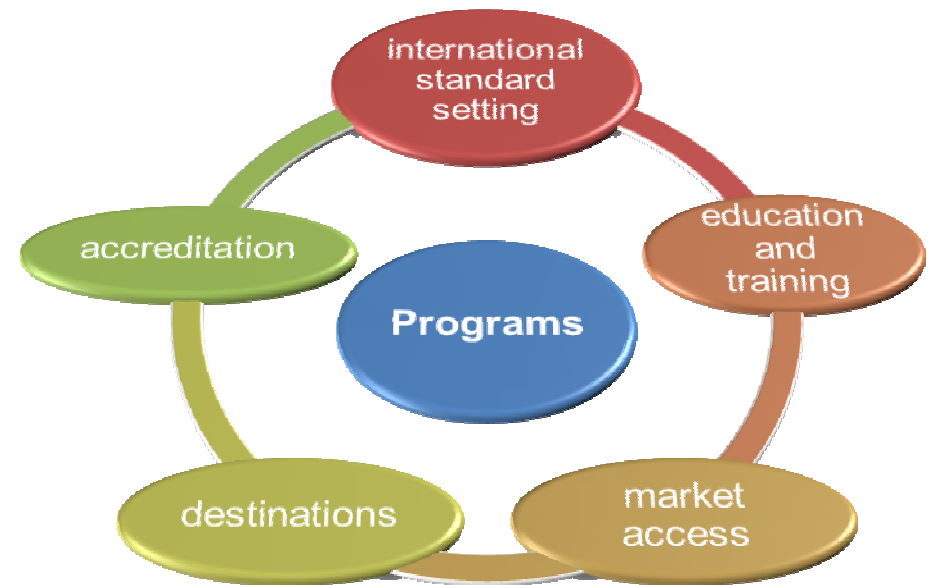 international
standard
setting
education
and
training
accreditation
Programs
market
access
destinations